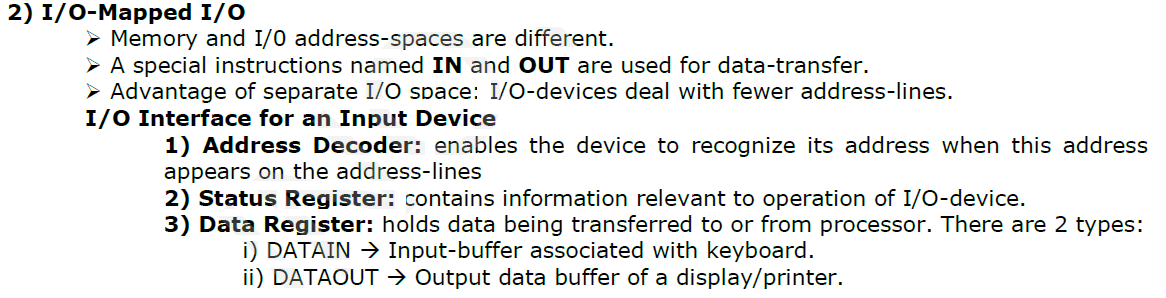 2) I/O-Mapped I/O
➢ Memory and I/0 address-spaces are different.
➢ A special instructions named IN and OUT are used for data-transfer.
➢ Advantage of separate I/O space: I/O-devices deal with fewer address-lines.
I/O Interface for an Input Device
1) Address Decoder: enables the device to recognize its address when this address
appears on the address-lines
2) Status Register: contains information relevant to operation of I/O-device.
3) Data Register: holds data being transferred to or from processor. There are 2 types:
i) DATAIN → Input-buffer associated with keyboard.
ii) DATAOUT → Output data buffer of a display/printer.